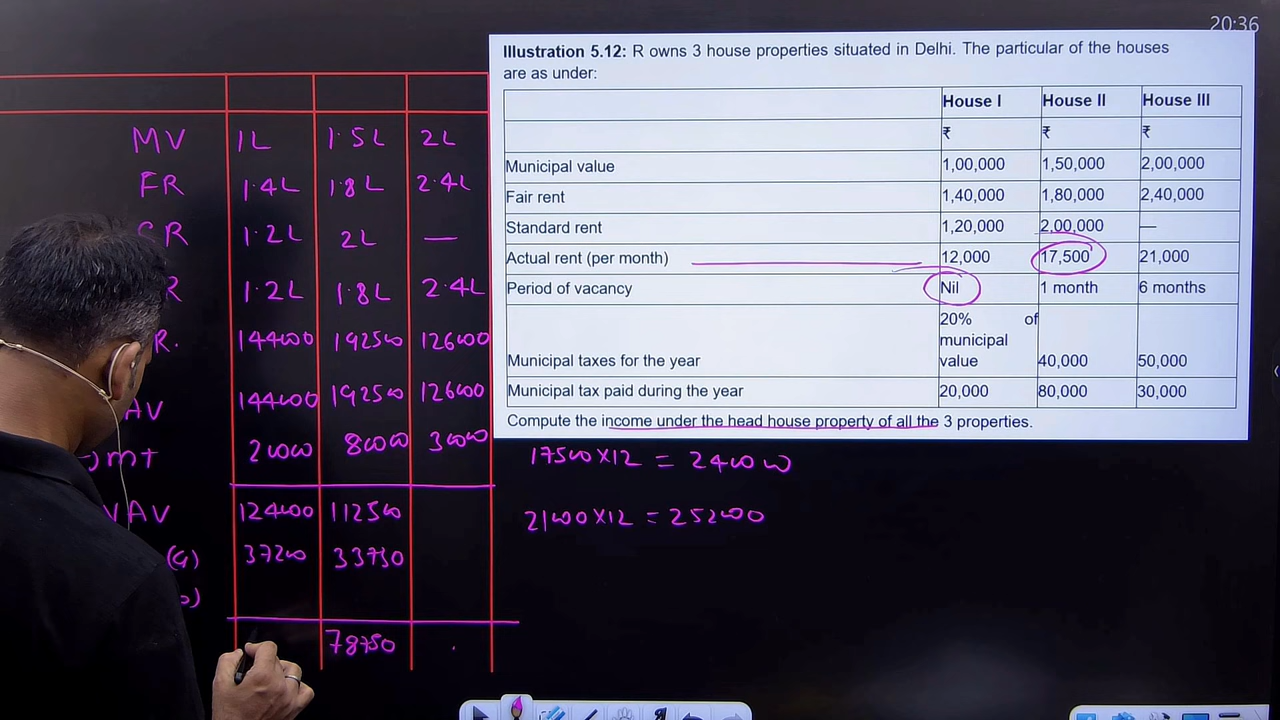 20:36
Illustration 5.12: R owns 3 house properties situated in Delhi. The particular of the houses
are as under:
House I House II House III
₹ ₹ ₹
Municipal value 1,00,000 1,50,000 2,00,000
Fair rent 1,40,000 1,80,000 2,40,000
Standard rent 1,20,000 2,00,000 —
Actual rent (per month) 12,000 17,500 21,000
Period of vacancy Nil 1 month 6 months
20% of
municipal
Municipal taxes for the year value 40,000 50,000
Municipal tax paid during the year 20,000 80,000 30,000
Compute the income under the head house property of all the 3 properties.
MV 1L 1.5L 2L
FR 1.4L 1.8L 2.4L
R 1.2L 2L —
R 1.2L 1.8L 2.4L
R. 144000 192500 126000
AV 144000 192500 126000
mT 20000 80000 30000
VAV 124000 112500
(a) 37200 33750
78750
17500×12 = 240000
21000×12 = 252000